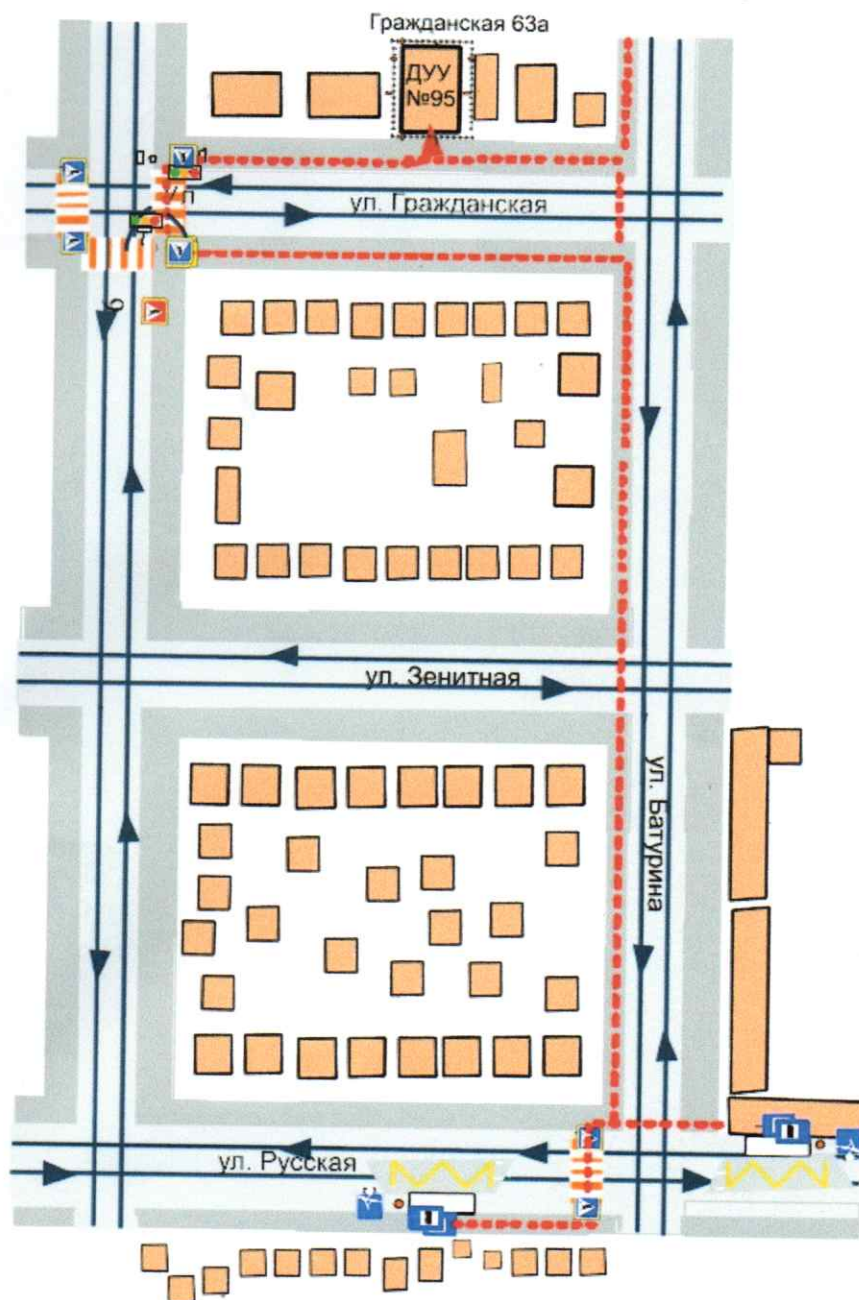 Гражданская 63а
ДУУ
№95
ул. Гражданская
ул. Зенитная
ул. Батурина
ул. Русская